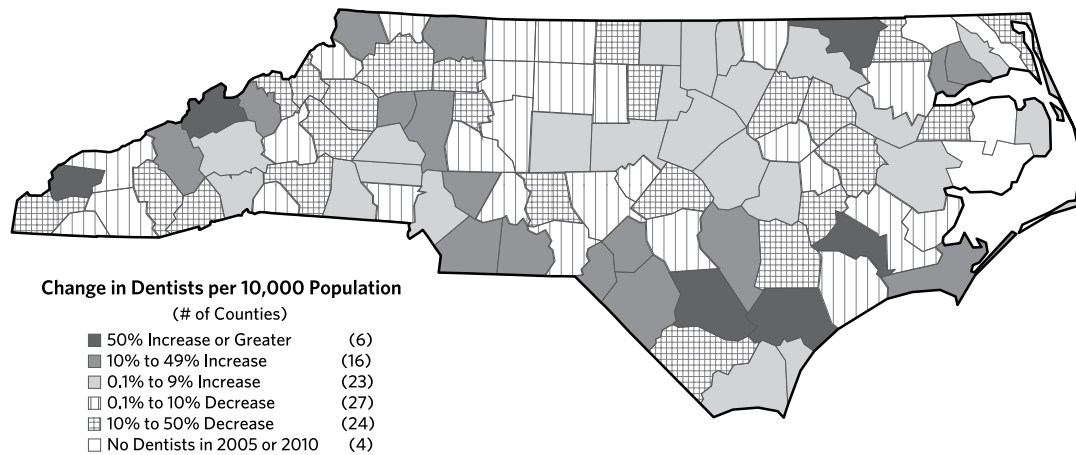 Change in Dentists per 10,000 Population
(# of Counties)
50% Increase or Greater (6)
10% to 49% Increase (16)
0.1% to 9% Increase (23)
0.1% to 10% Decrease (27)
10% to 50% Decrease (24)
No Dentists in 2005 or 2010 (4)